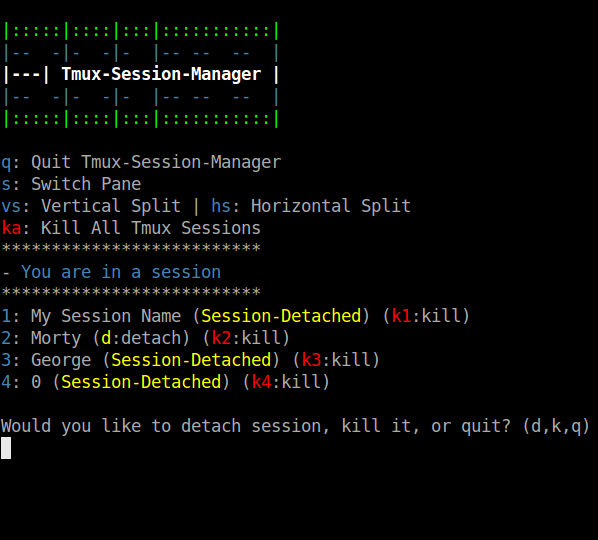 |:::::|::::|:::|:::::::::::|
|--  -|-  -|-  |-- --  --  |
|---| Tmux-Session-Manager |
|--  -|-  -|-  |-- --  --  |
|:::::|::::|:::|:::::::::::|
q: Quit Tmux-Session-Manager
s: Switch Pane
vs: Vertical Split | hs: Horizontal Split
ka: Kill All Tmux Sessions
**************************
- You are in a session
**************************
1: My Session Name (Session-Detached) (k1:kill)
2: Morty (d:detach) (k2:kill)
3: George (Session-Detached) (k3:kill)
4: 0 (Session-Detached) (k4:kill)
Would you like to detach session, kill it, or quit? (d,k,q)